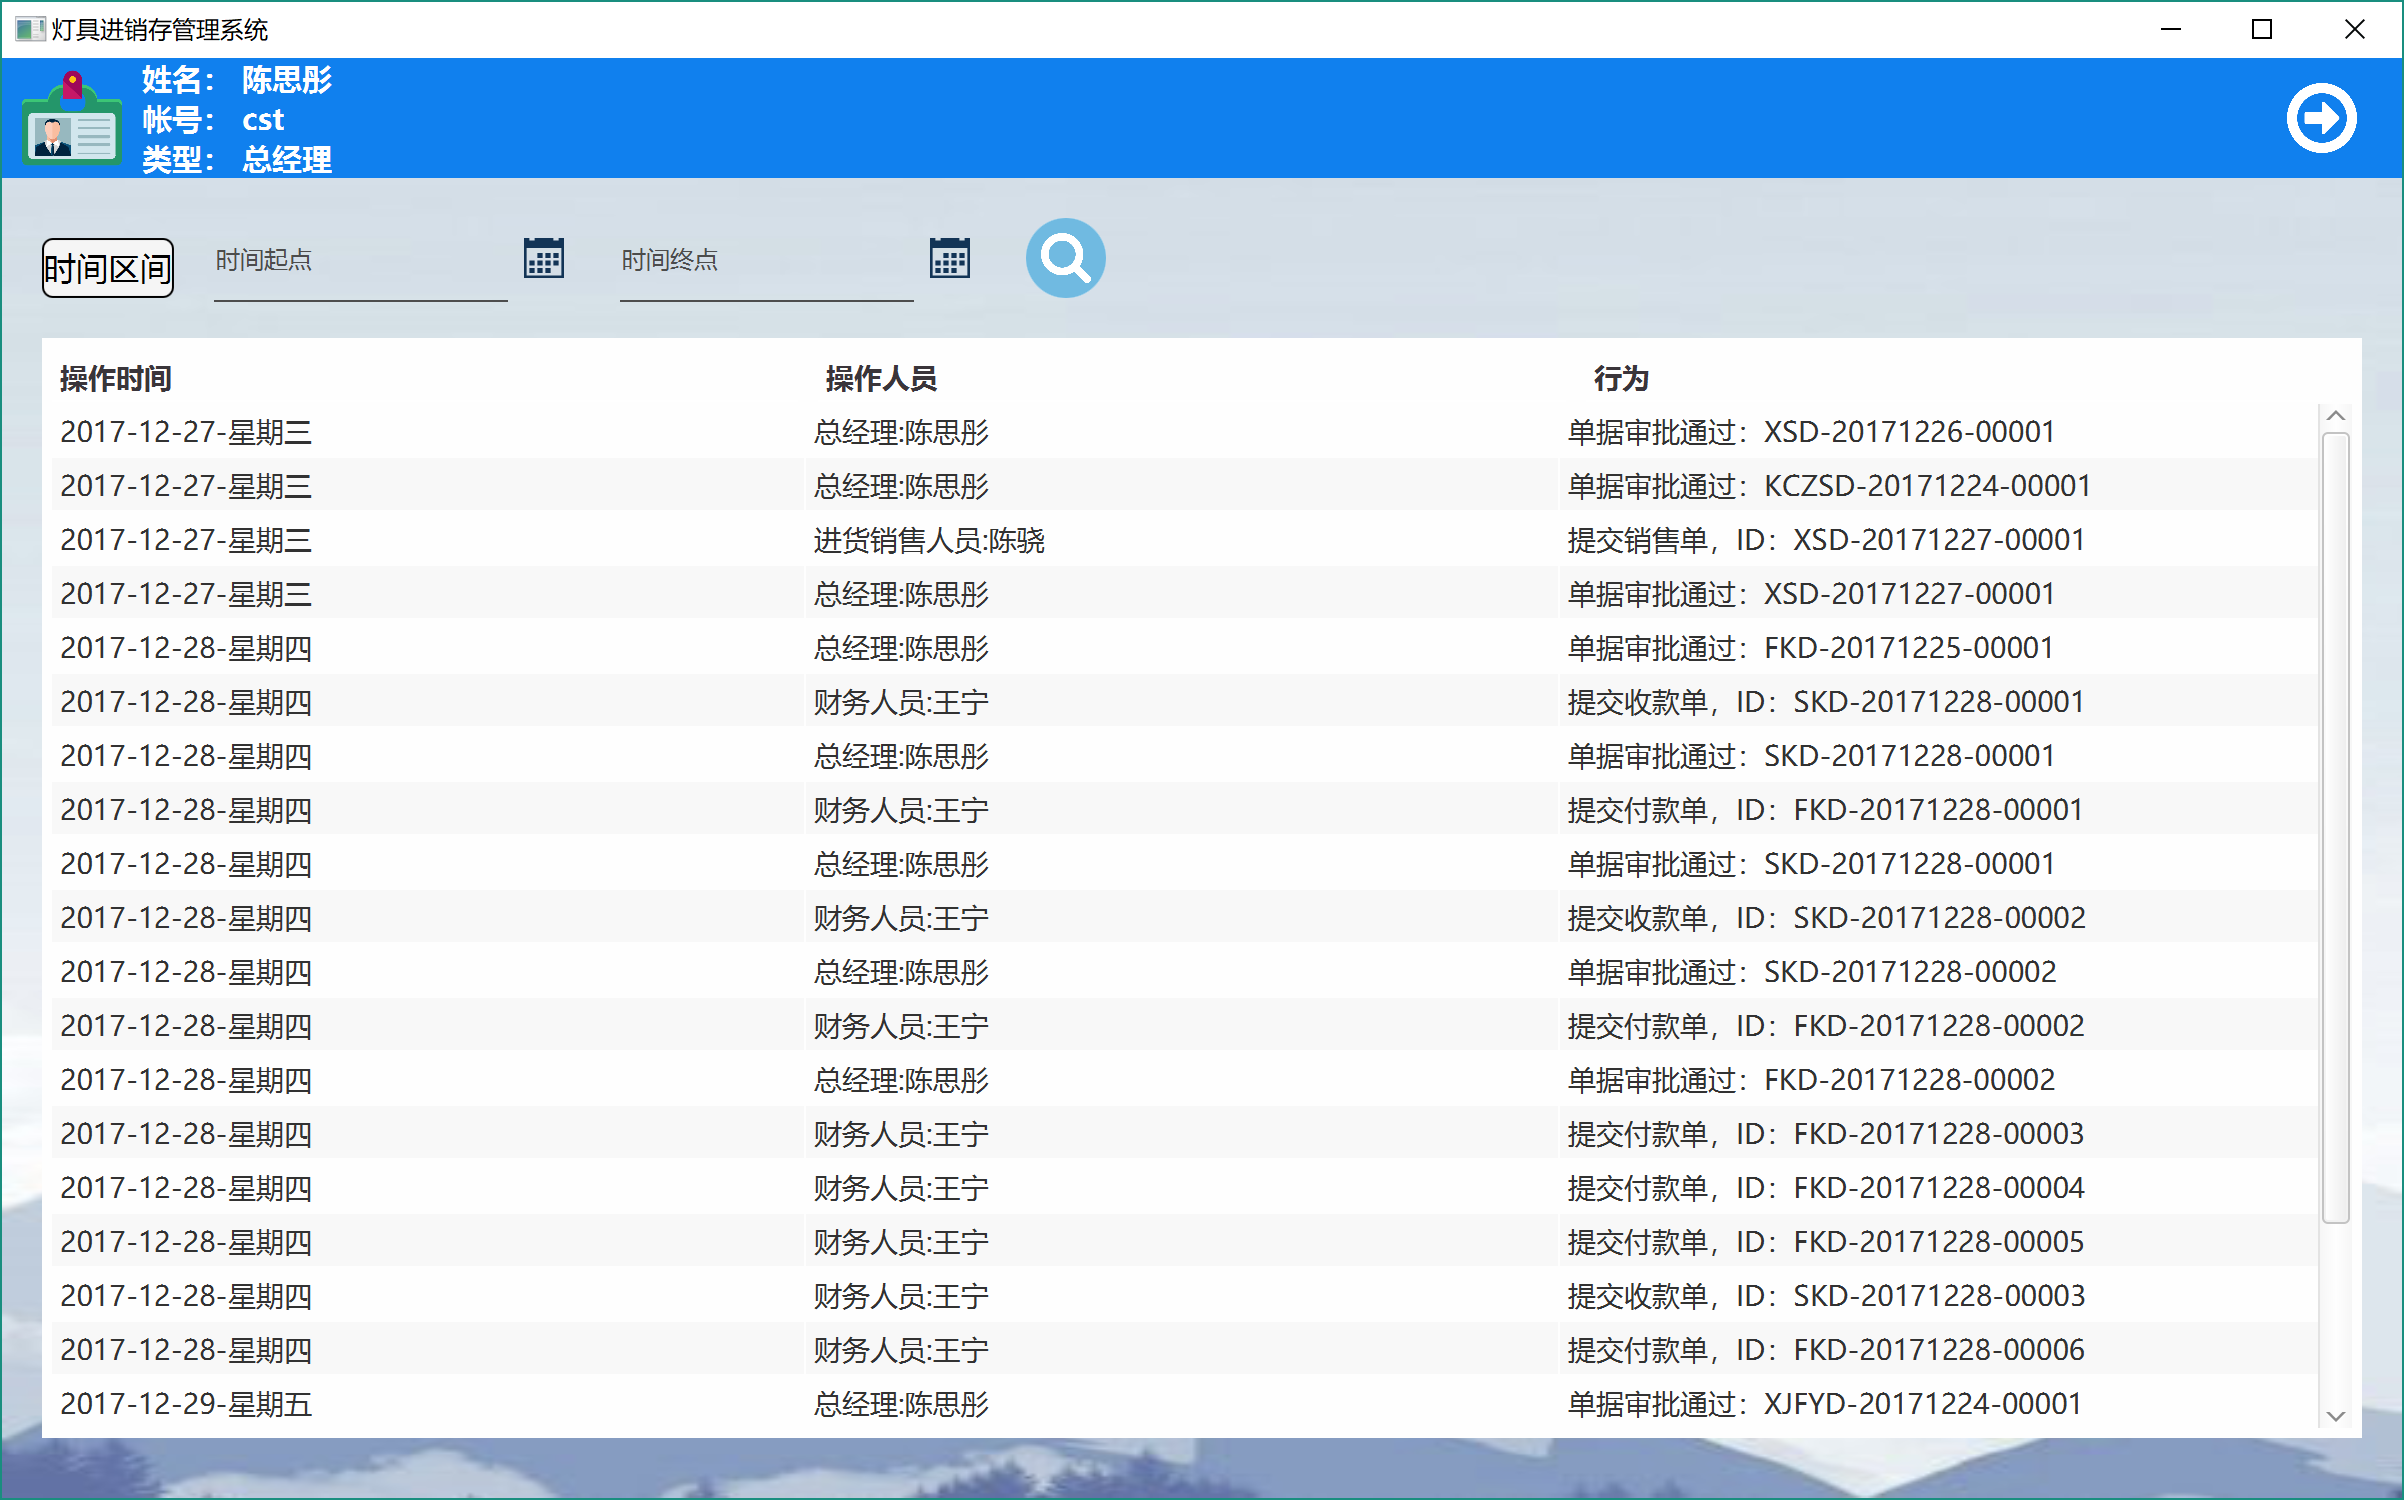 灯具进销存管理系统
姓名： 陈思彤
帐号： cst
类型： 总经理
时间区间 时间起点 时间终点
操作时间 操作人员 行为
2017-12-27-星期三 总经理:陈思彤 单据审批通过：XSD-20171226-00001
2017-12-27-星期三 总经理:陈思彤 单据审批通过：KCZSD-20171224-00001
2017-12-27-星期三 进货销售人员:陈骁 提交销售单，ID：XSD-20171227-00001
2017-12-27-星期三 总经理:陈思彤 单据审批通过：XSD-20171227-00001
2017-12-28-星期四 总经理:陈思彤 单据审批通过：FKD-20171225-00001
2017-12-28-星期四 财务人员:王宁 提交收款单，ID：SKD-20171228-00001
2017-12-28-星期四 总经理:陈思彤 单据审批通过：SKD-20171228-00001
2017-12-28-星期四 财务人员:王宁 提交付款单，ID：FKD-20171228-00001
2017-12-28-星期四 总经理:陈思彤 单据审批通过：SKD-20171228-00001
2017-12-28-星期四 财务人员:王宁 提交收款单，ID：SKD-20171228-00002
2017-12-28-星期四 总经理:陈思彤 单据审批通过：SKD-20171228-00002
2017-12-28-星期四 财务人员:王宁 提交付款单，ID：FKD-20171228-00002
2017-12-28-星期四 总经理:陈思彤 单据审批通过：FKD-20171228-00002
2017-12-28-星期四 财务人员:王宁 提交付款单，ID：FKD-20171228-00003
2017-12-28-星期四 财务人员:王宁 提交付款单，ID：FKD-20171228-00004
2017-12-28-星期四 财务人员:王宁 提交付款单，ID：FKD-20171228-00005
2017-12-28-星期四 财务人员:王宁 提交收款单，ID：SKD-20171228-00003
2017-12-28-星期四 财务人员:王宁 提交付款单，ID：FKD-20171228-00006
2017-12-29-星期五 总经理:陈思彤 单据审批通过：XJFYD-20171224-00001